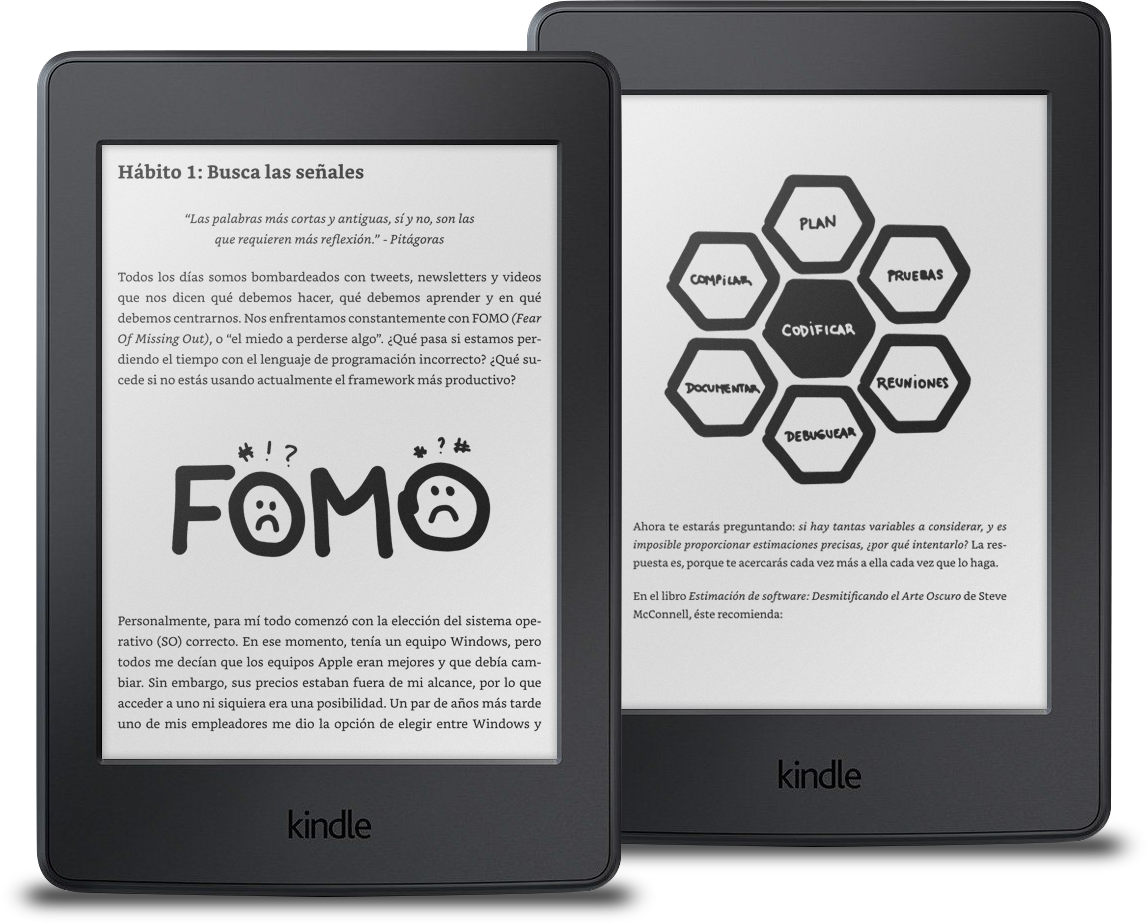 Hábito 1: Busca las señales
“Las palabras más cortas y antiguas, sí y no, son las
que requieren más reflexión.” - Pitágoras
Todos los días somos bombardeados con tweets, newsletters y videos
que nos dicen qué debemos hacer, qué debemos aprender y en qué
debemos centrarnos. Nos enfrentamos constantemente con FOMO (Fear
Of Missing Out), o “el miedo a perderse algo”. ¿Qué pasa si estamos per-
diendo el tiempo con el lenguaje de programación incorrecto? ¿Qué su-
cede si no estás usando actualmente el framework más productivo?
* ! ? * ? #
FOMO
Personalmente, para mí todo comenzó con la elección del sistema ope-
rativo (SO) correcto. En ese momento, tenía un equipo Windows, pero
todos me decían que los equipos Apple eran mejores y que debía cam-
biar. Sin embargo, sus precios estaban fuera de mi alcance, por lo que
acceder a uno ni siquiera era una posibilidad. Un par de años más tarde
uno de mis empleadores me dio la opción de elegir entre Windows y
kindle
PLAN
COMPILAR
PRUEBAS
CODIFICAR
DOCUMENTAR
REUNIONES
DEBUGUEAR
Ahora te estarás preguntando: si hay tantas variables a considerar, y es
imposible proporcionar estimaciones precisas, ¿por qué intentarlo? La res-
puesta es, porque te acercarás cada vez más a ella cada vez que lo haga.
En el libro Estimación de software: Desmitificando el Arte Oscuro de Steve
McConnell, éste recomienda:
kindle